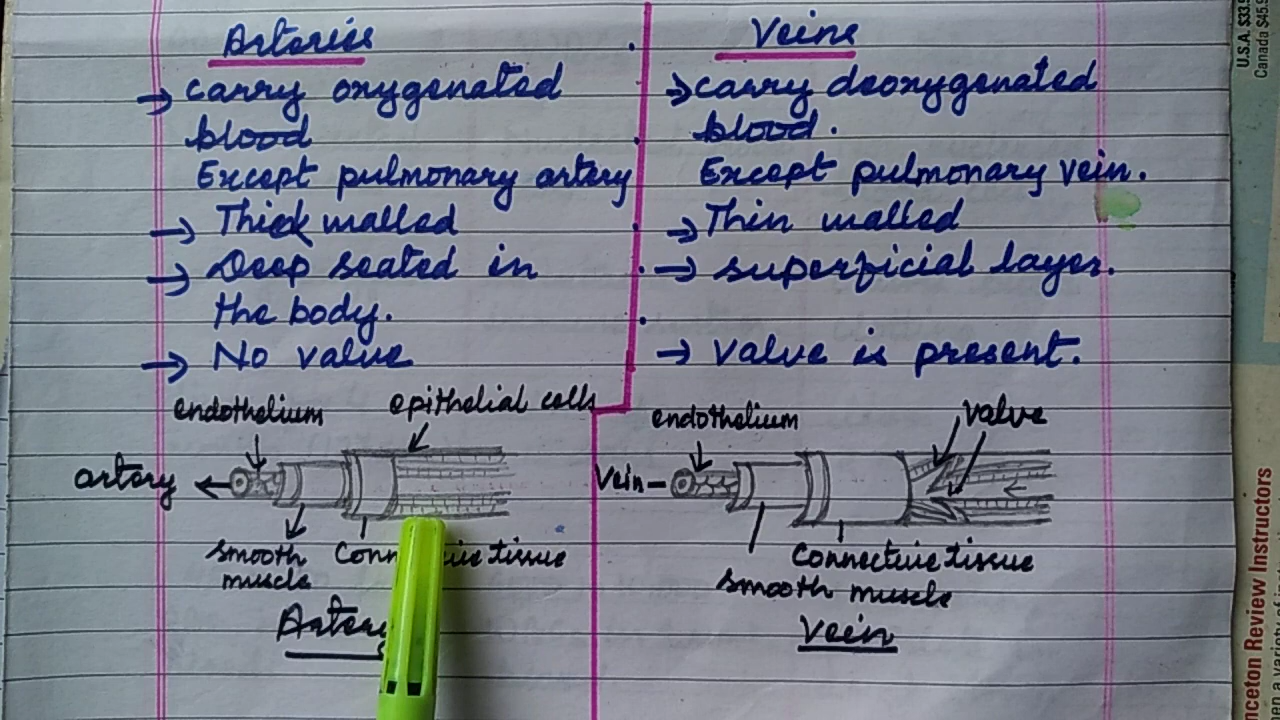 Arteries
→ carry oxygenated
blood
Except pulmonary artery
→ Thick walled
→ Deep seated in
the body.
→ No valve
endothelium
epithelial cells
artery
smooth
muscle
Veins
→ carry deoxygenated
blood.
Except pulmonary vein.
→ Thin walled
→ superficial layer.
→ Valve is present.
endothelium
valve
Vein
Connective tissue
smooth muscle
Vein
U.S.A. $33.
Canada $45.
Review Instructors